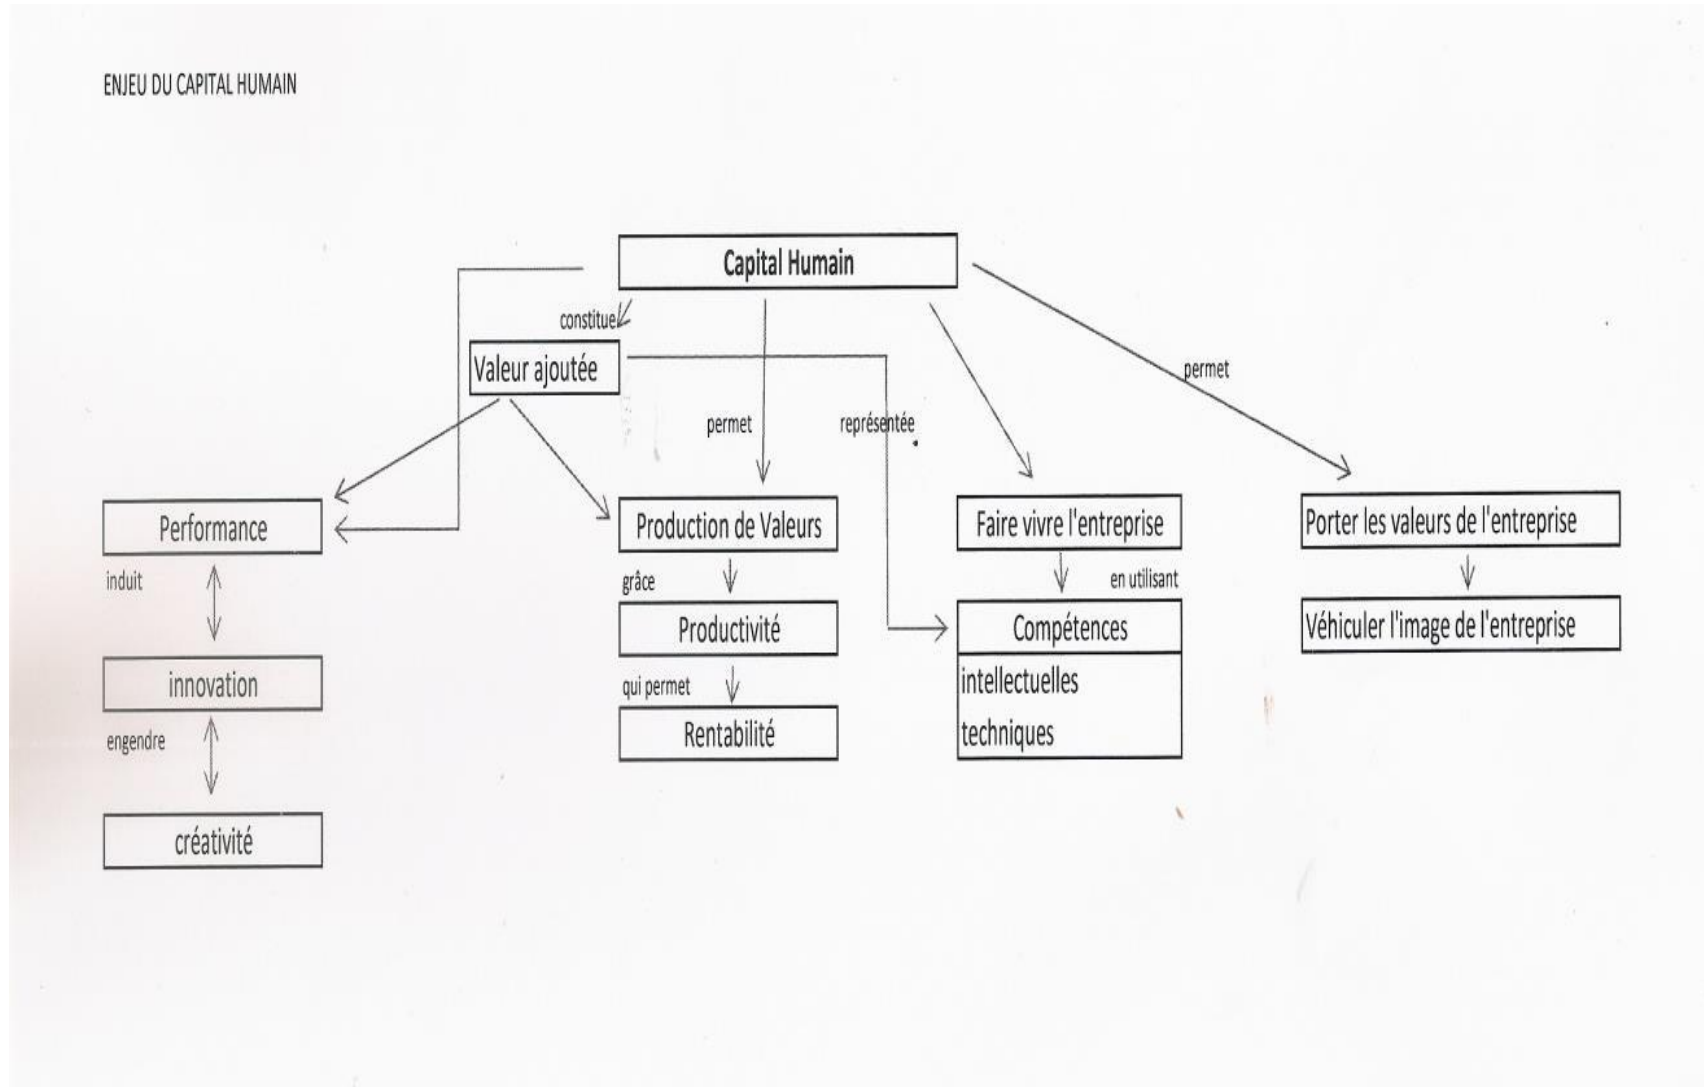 ENJEU DU CAPITAL HUMAIN
Capital Humain
constitue
Valeur ajoutée
permet
permet
représentée
Performance
Production de Valeurs
Faire vivre l'entreprise
Porter les valeurs de l'entreprise
induit
grâce
en utilisant
Productivité
Compétences
Véhiculer l'image de l'entreprise
innovation
qui permet
intellectuelles
engendre
Rentabilité
techniques
créativité